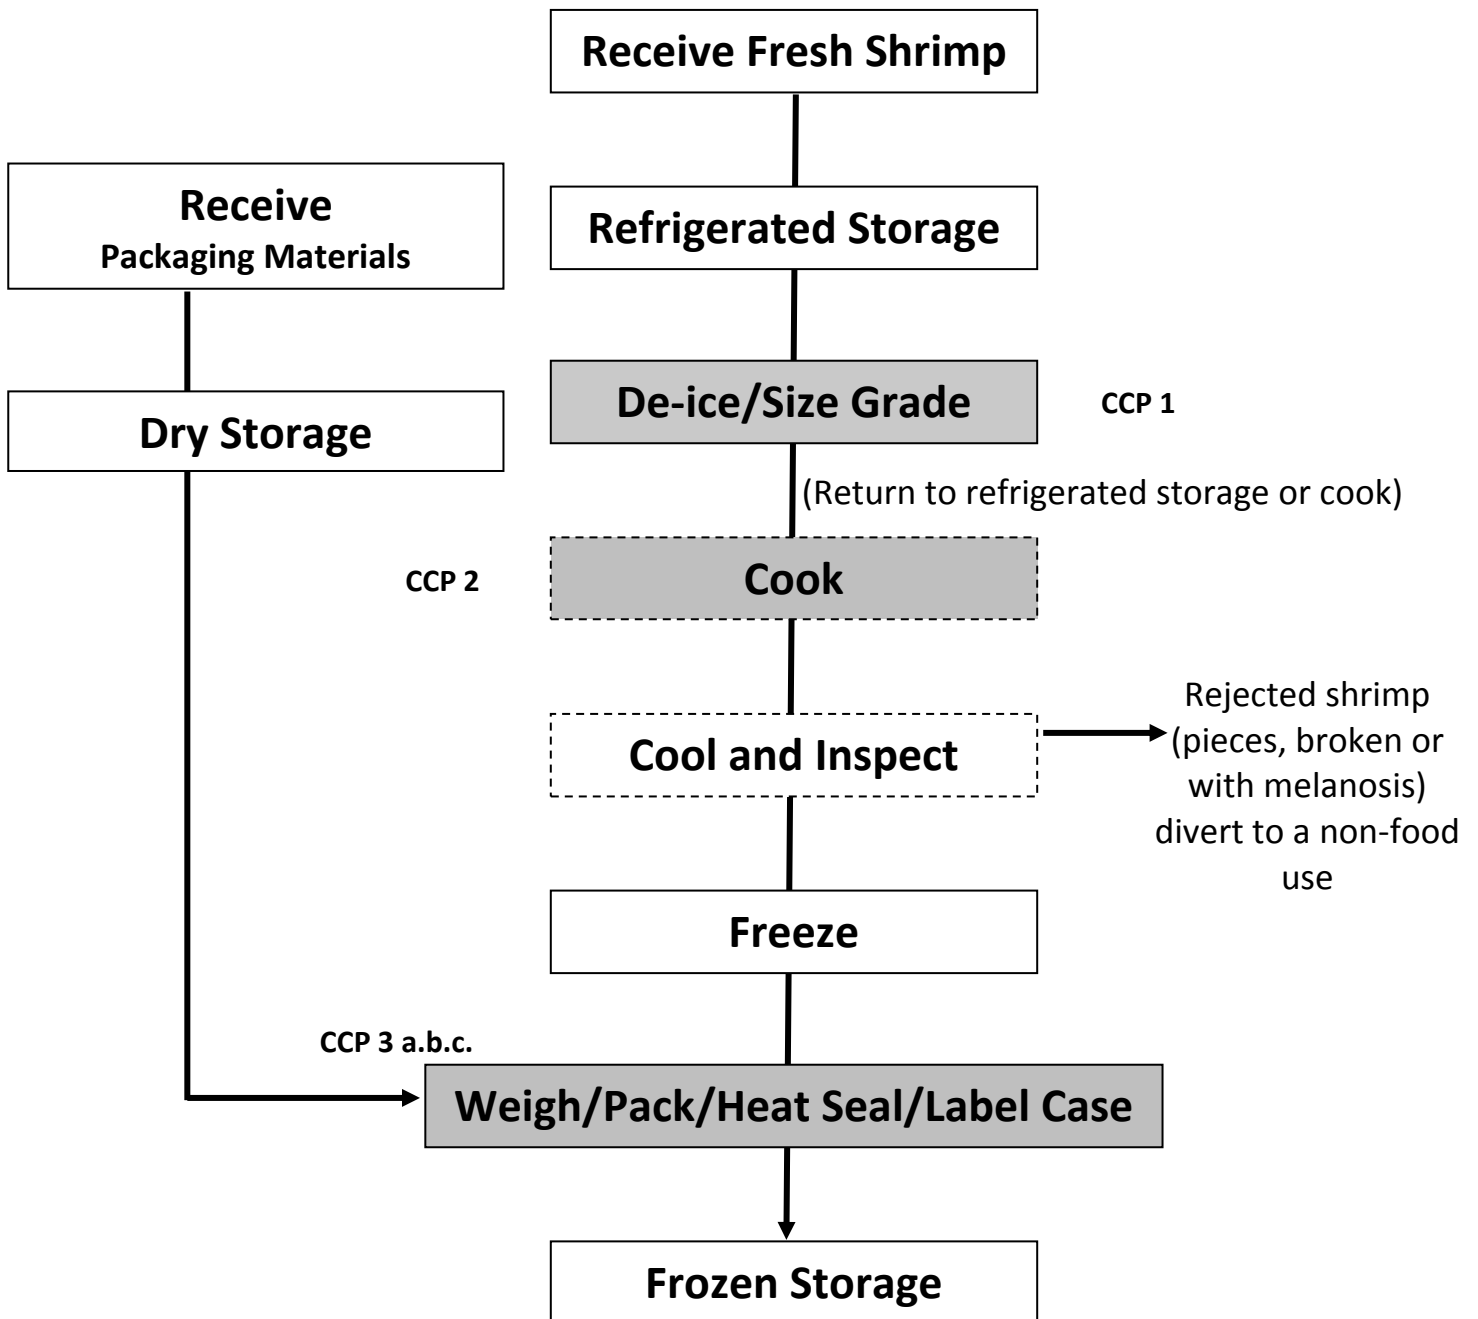 Receive Fresh Shrimp
Receive
Packaging Materials
Refrigerated Storage
De-ice/Size Grade
CCP 1
Dry Storage
(Return to refrigerated storage or cook)
CCP 2
Cook
Cool and Inspect
Rejected shrimp
(pieces, broken or
with melanosis)
divert to a non-food
use
Freeze
CCP 3 a.b.c.
Weigh/Pack/Heat Seal/Label Case
Frozen Storage